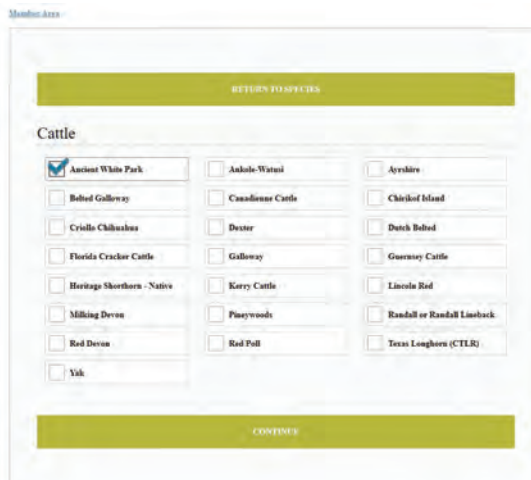 Member Area
RETURN TO SPECIES
Cattle
Ancient White Park
Ankole-Watusi
Ayrshire
Belted Galloway
Canadienne Cattle
Chirikof Island
Criollo Chihuahua
Dexter
Dutch Belted
Florida Cracker Cattle
Galloway
Guernsey Cattle
Heritage Shorthorn - Native
Kerry Cattle
Lincoln Red
Milking Devon
Pineywoods
Randall or Randall Lineback
Red Devon
Red Poll
Texas Longhorn (CTLR)
Yak
CONTINUE